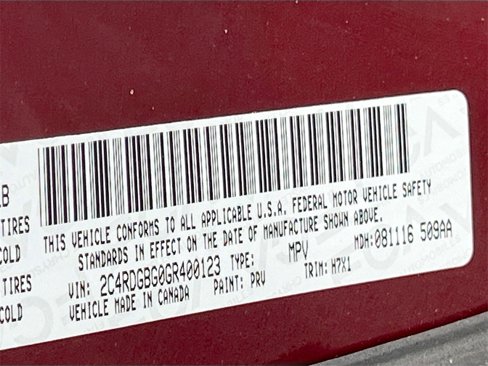 LB
TIRES
COLD
TIRES
COLD
THIS VEHICLE CONFORMS TO ALL APPLICABLE U.S.A. FEDERAL MOTOR VEHICLE SAFETY
STANDARDS IN EFFECT ON THE DATE OF MANUFACTURE SHOWN ABOVE.
VIN: 2C4RDGBG0GR400123 TYPE: MPV MDH: 081116 509AA
VEHICLE MADE IN CANADA PAINT: PRV TRIM: H7X1